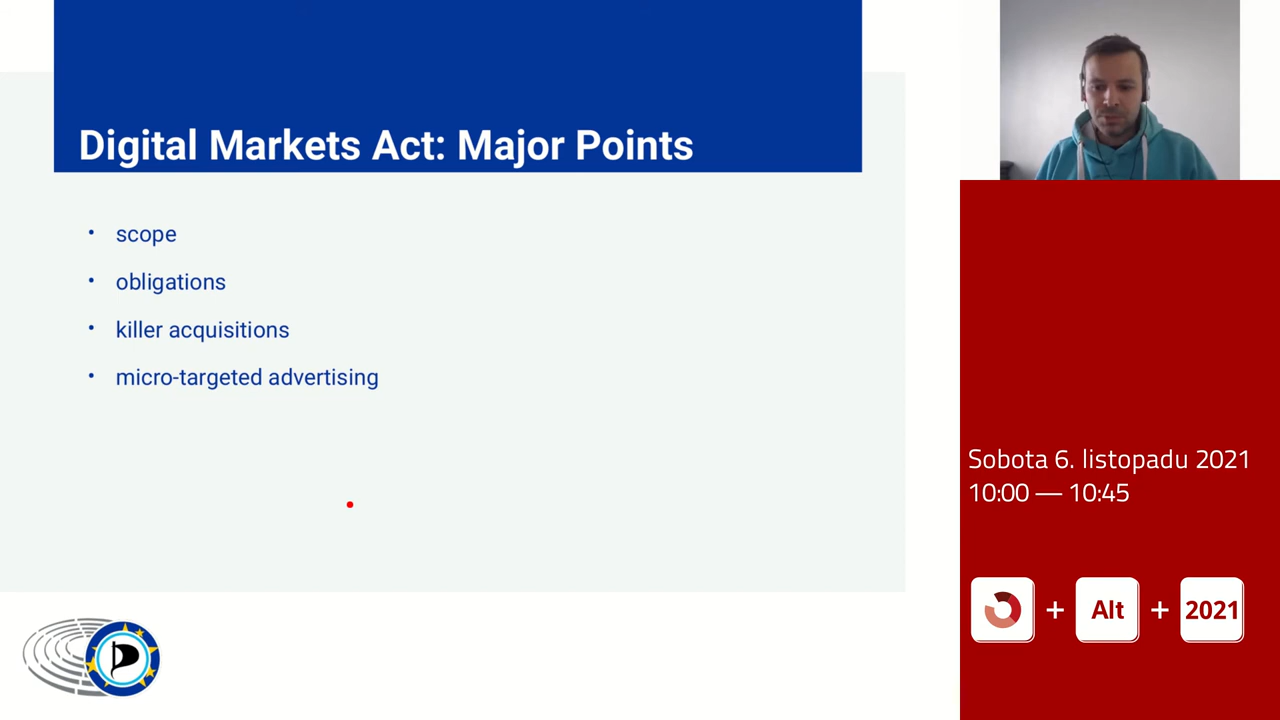 Digital Markets Act: Major Points
• scope
• obligations
• killer acquisitions
• micro-targeted advertising
Sobota 6. listopadu 2021
10:00 — 10:45
+ Alt + 2021